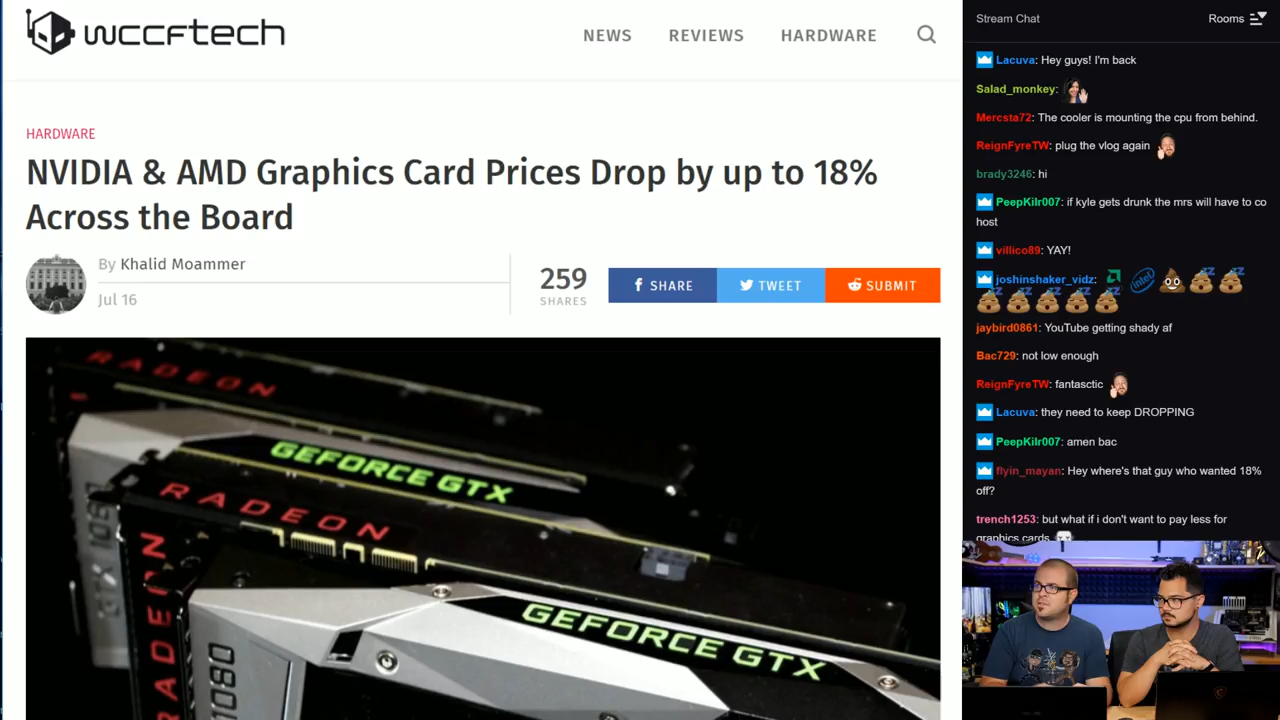 wccftech
NEWS REVIEWS HARDWARE
HARDWARE
NVIDIA & AMD Graphics Card Prices Drop by up to 18%
Across the Board
By Khalid Moammer
Jul 16
259
SHARES
SHARE
TWEET
SUBMIT
RADEON
GEFORCE GTX
RADEON
RADEON
GEFORCE GTX
1080
Stream Chat
Rooms
Lacuva: Hey guys! I'm back
Salad_monkey:
Mercsta72: The cooler is mounting the cpu from behind.
ReignFyreTW: plug the vlog again
brady3246: hi
PeepKilr007: if kyle gets drunk the mrs will have to co
host
villico89: YAY!
joshinshaker_vidz:
intel
jaybird0861: YouTube getting shady af
Bac729: not low enough
ReignFyreTW: fantasctic
Lacuva: they need to keep DROPPING
PeepKilr007: amen bac
flyin_mayan: Hey where's that guy who wanted 18%
off?
trench1253: but what if i don't want to pay less for
graphics cards